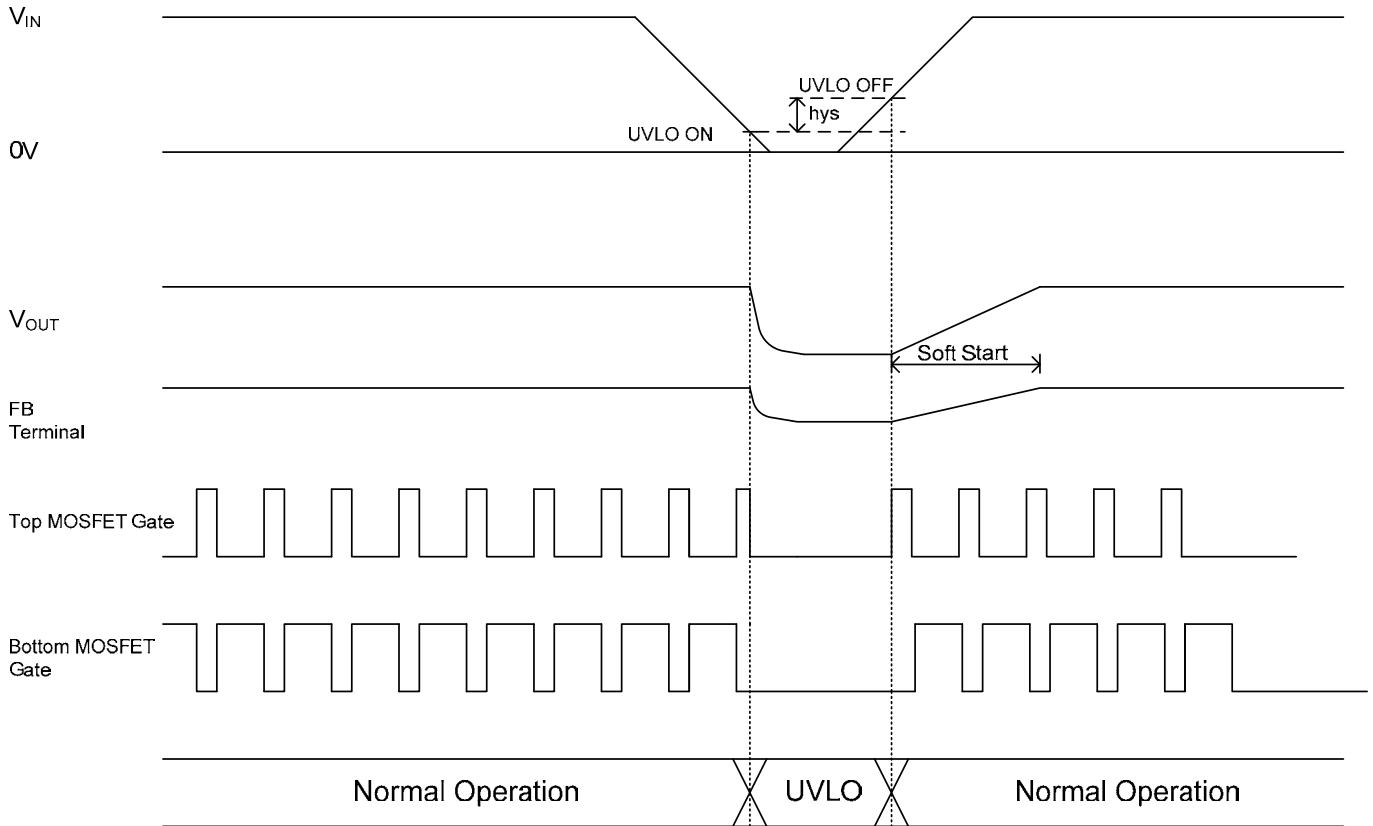 VIN
UVLO OFF
hys
UVLO ON
0V
VOUT
Soft Start
FB
Terminal
Top MOSFET Gate
Bottom MOSFET
Gate
Normal Operation
UVLO
Normal Operation